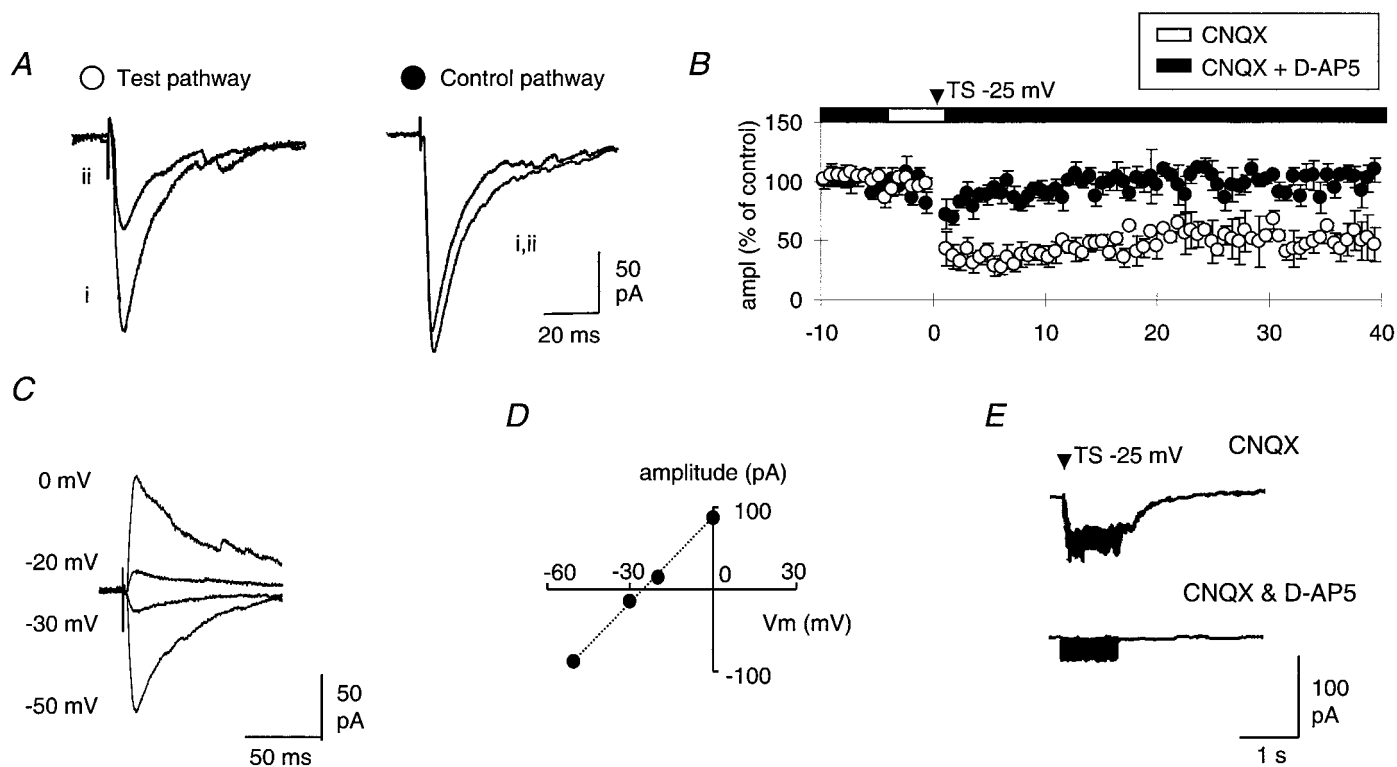 CNQX
CNQX + D-AP5
A
Test pathway
Control pathway
ii
i
i,ii
50
pA
20 ms
B
TS -25 mV
150
100
50
0
ampl (% of control)
-10
0
10
20
30
40
C
0 mV
-20 mV
-30 mV
-50 mV
50
pA
50 ms
D
amplitude (pA)
100
-60
-30
0
30
Vm (mV)
-100
E
CNQX
TS -25 mV
CNQX & D-AP5
100
pA
1 s